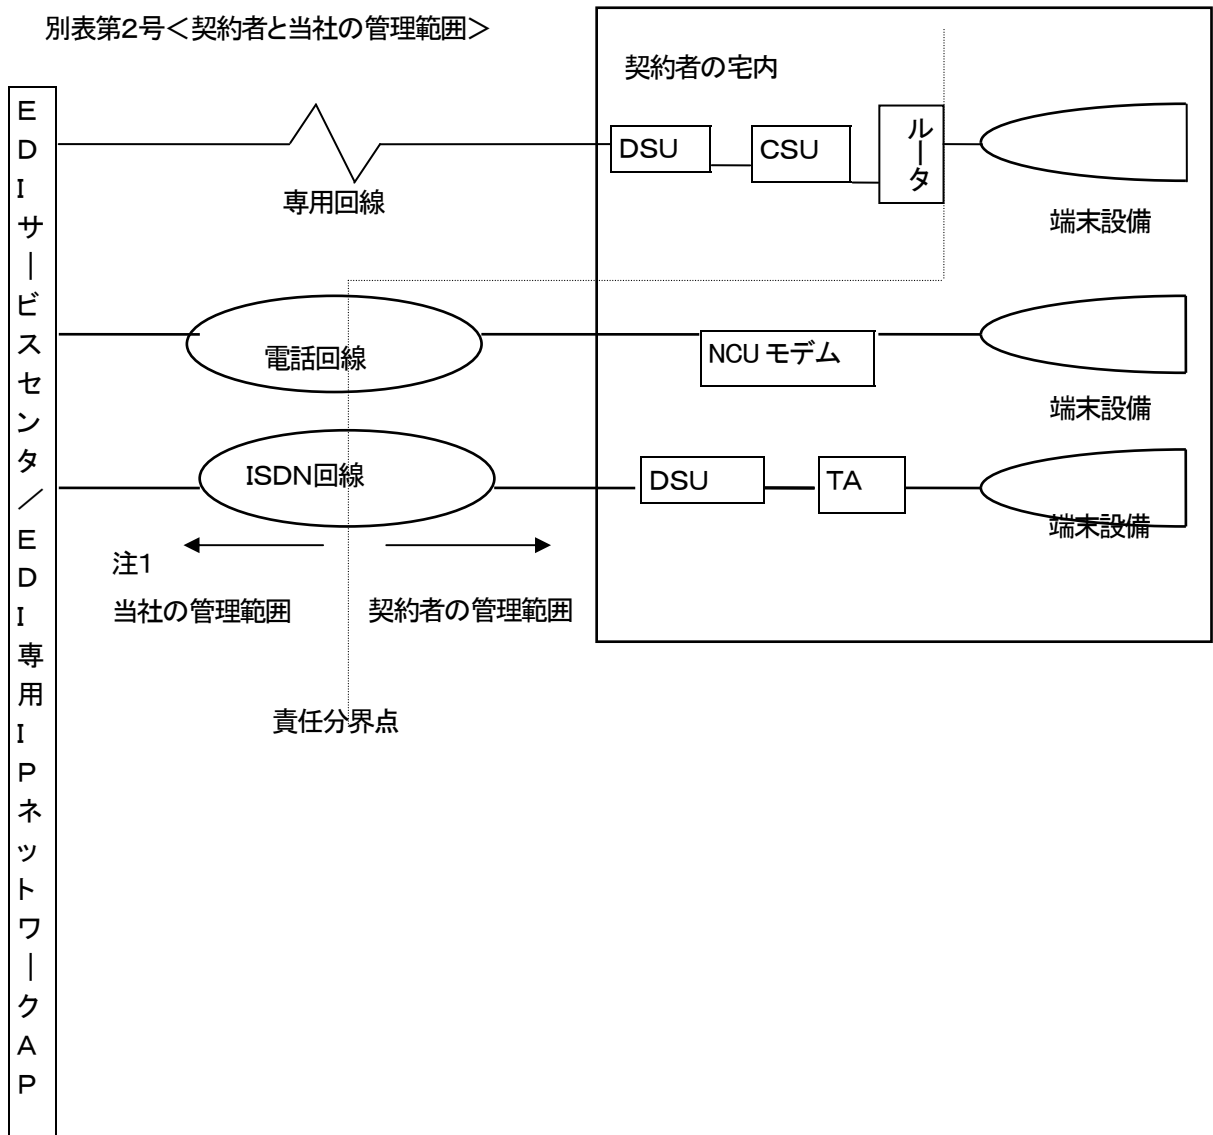 別表第2号＜契約者と当社の管理範囲＞
契約者の宅内
EDIサービスセンタ／EDI専用IPネットワークAP
DSU
CSU
ルータ
専用回線
端末設備
電話回線
NCU モデム
端末設備
ISDN回線
DSU
TA
端末設備
注1
当社の管理範囲
契約者の管理範囲
責任分界点